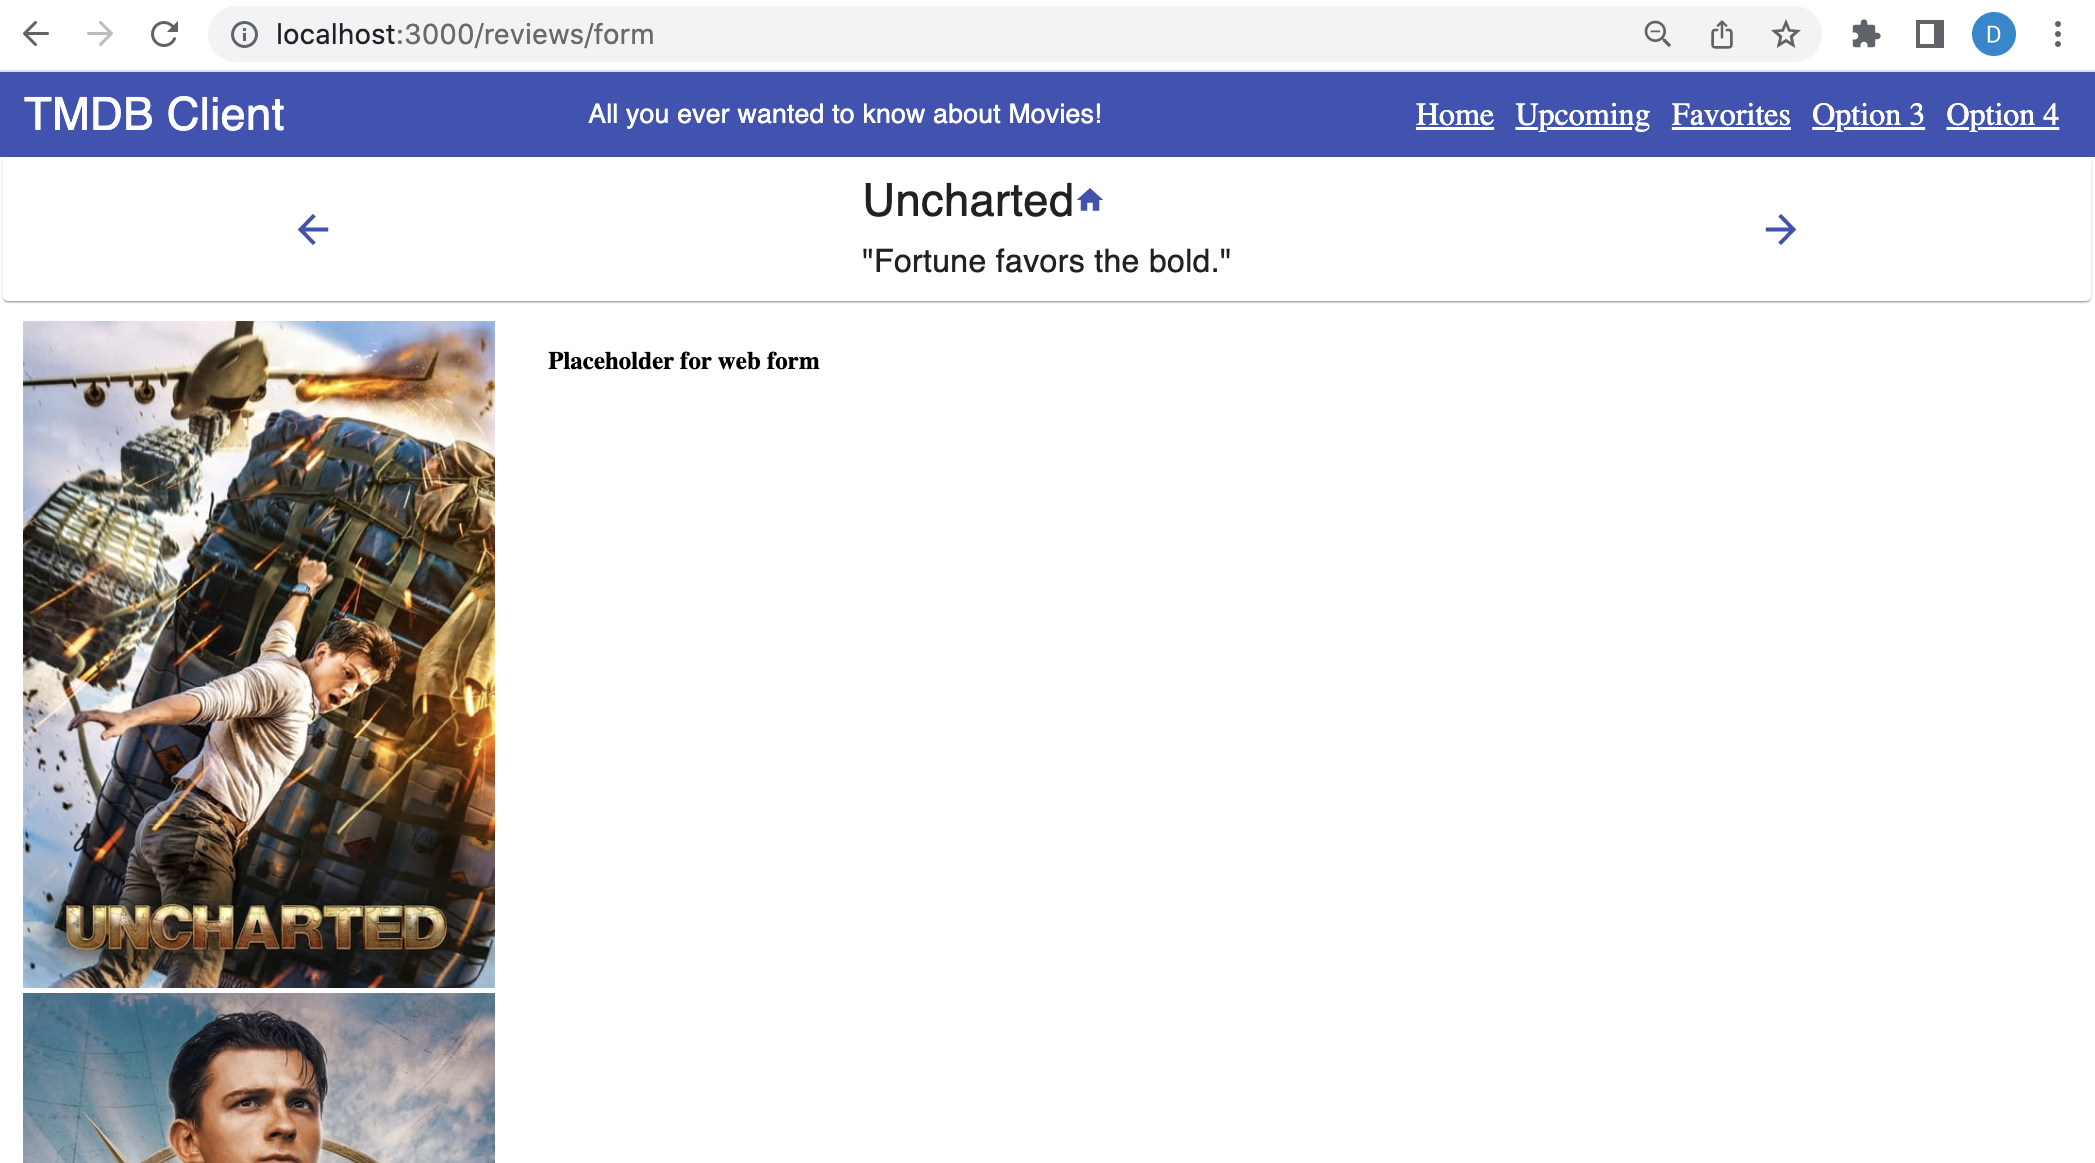 localhost:3000/reviews/form
D
TMDB Client
All you ever wanted to know about Movies!
Home Upcoming Favorites Option 3 Option 4
Uncharted
"Fortune favors the bold."
Placeholder for web form
UNCHARTED